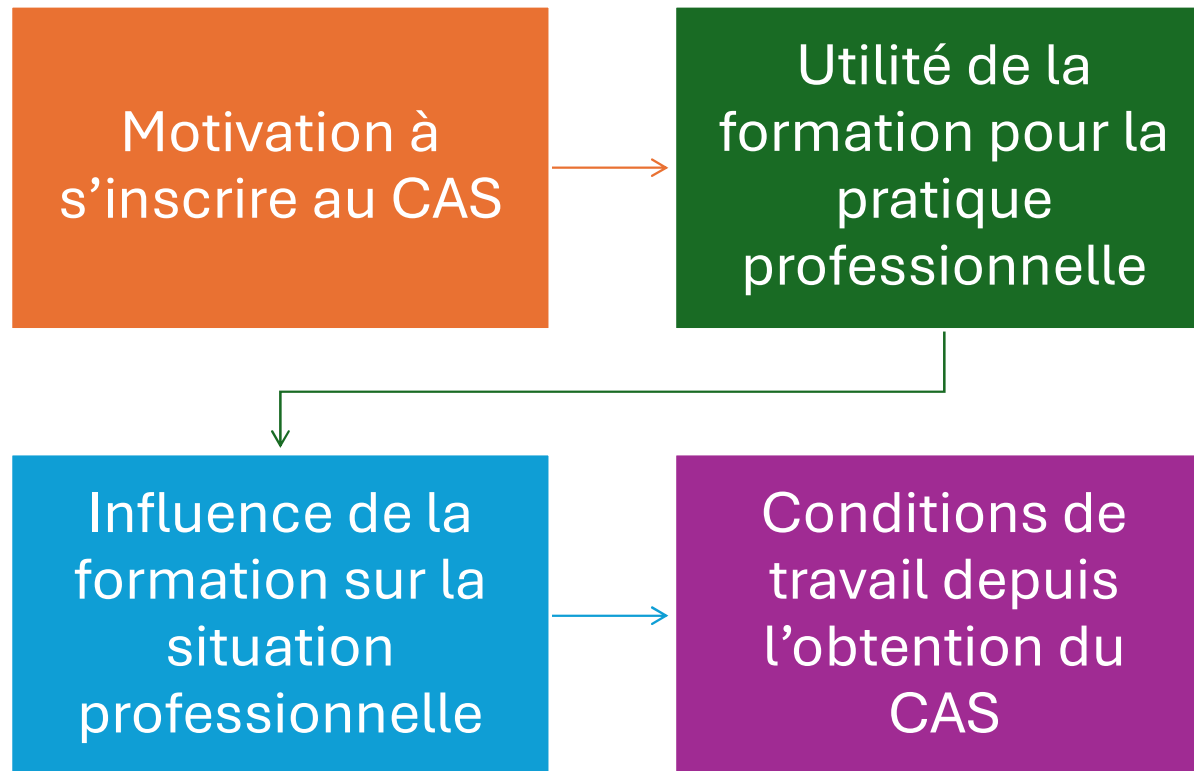 Motivation à
s’inscrire au CAS
Utilité de la
formation pour la
pratique
professionnelle
Influence de la
formation sur la
situation
professionnelle
Conditions de
travail depuis
l’obtention du
CAS